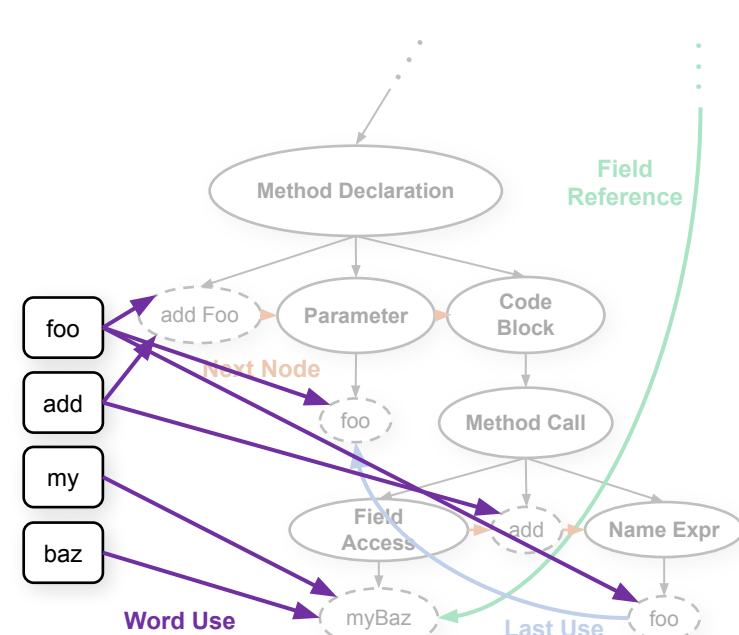 Field
Reference
Method Declaration
foo
add Foo
Parameter
Code
Block
Next Node
add
foo
Method Call
my
Field
Access
add
Name Expr
baz
Word Use
myBaz
Last Use
foo